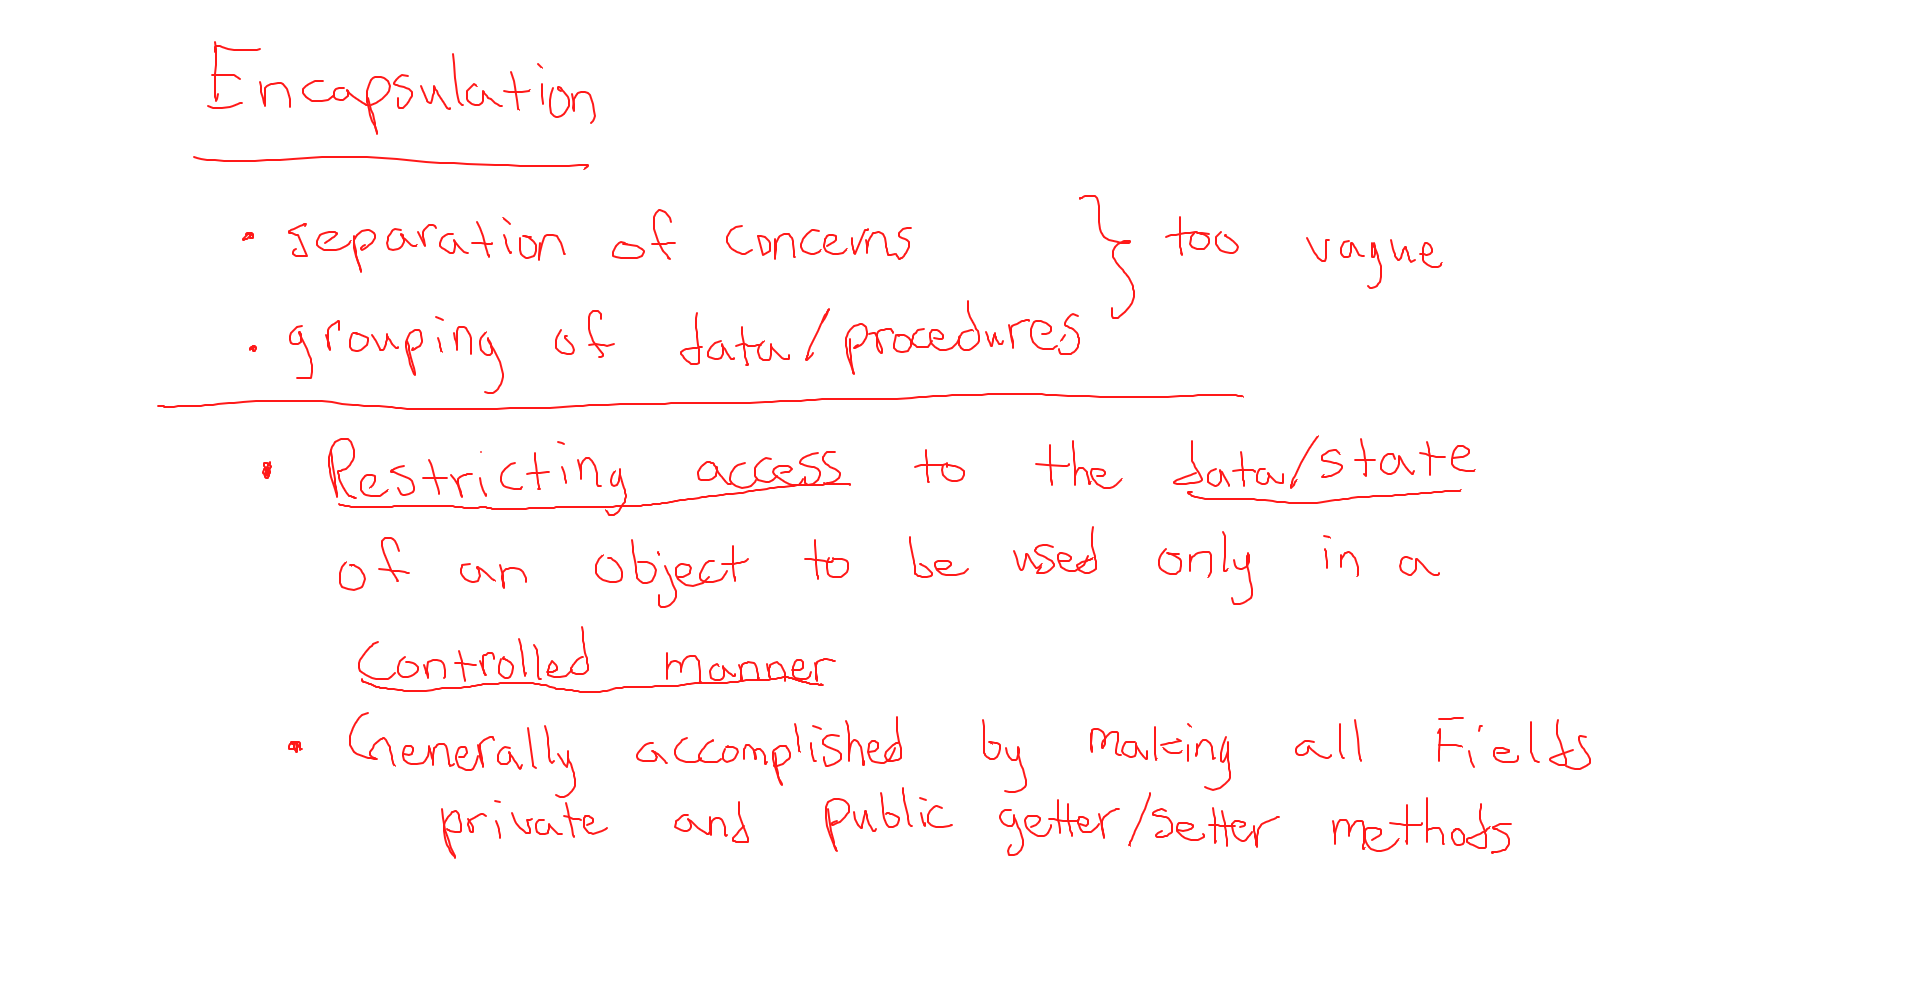 Encapsulation
• separation of concerns } too vague
• grouping of data/procedures
• Restricting access to the data/state
of an object to be used only in a
Controlled manner
• Generally accomplished by making all Fields
private and public getter/setter methods